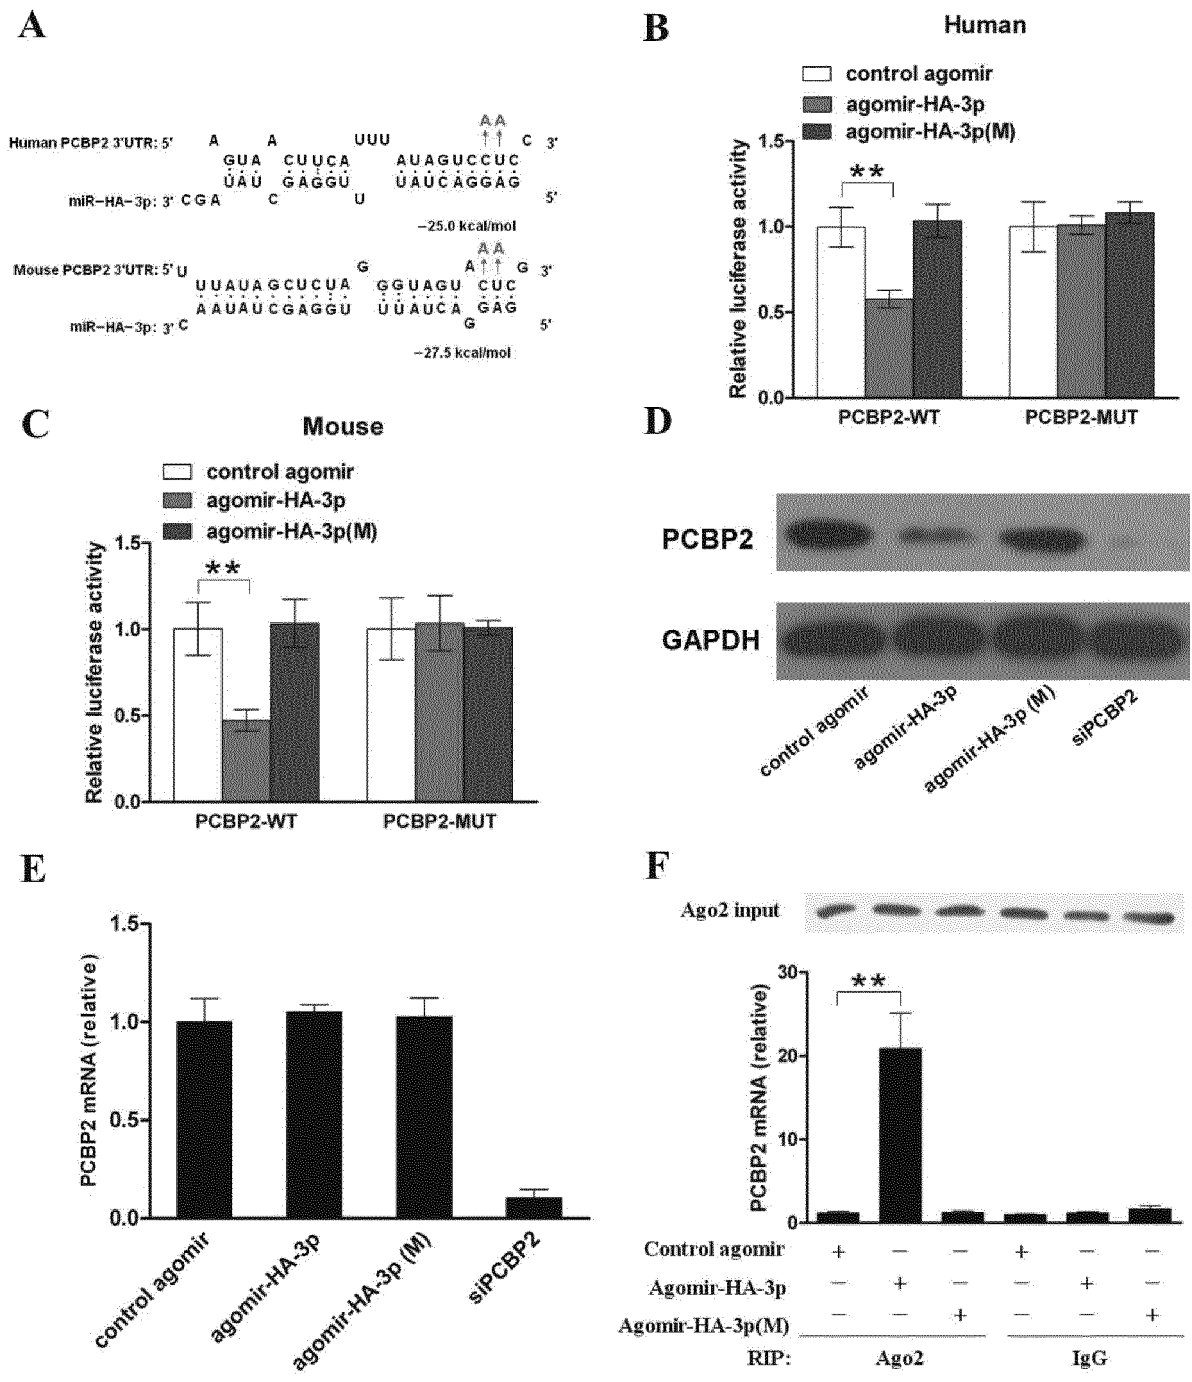 A
Human PCBP2 3'UTR: 5' A A UUU AA C 3'
GUA CUUCA AUAGUCCUC
UAU GAGGU UAUCAGGAG
miR-HA-3p: 3' CGA C U 5'
-25.0 kcal/mol
Mouse PCBP2 3'UTR: 5' U G A AA G 3'
UUAUAGCUCUA GGUAGU CUC
AAUAUCGAGGU UUAUCA GAG
miR-HA-3p: 3' C G 5'
-27.5 kcal/mol
B
Human
control agomir
agomir-HA-3p
agomir-HA-3p(M)
Relative luciferase activity
1.5
1.0
0.5
0.0
**
PCBP2-WT PCBP2-MUT
C
Mouse
control agomir
agomir-HA-3p
agomir-HA-3p(M)
Relative luciferase activity
1.5
1.0
0.5
0.0
**
PCBP2-WT PCBP2-MUT
D
PCBP2
GAPDH
control agomir
agomir-HA-3p
agomir-HA-3p (M)
siPCBP2
E
PCBP2 mRNA (relative)
1.5
1.0
0.5
0.0
control agomir
agomir-HA-3p
agomir-HA-3p (M)
siPCBP2
F
Ago2 input
PCBP2 mRNA (relative)
30
20
10
0
**
Control agomir + − − + − −
Agomir-HA-3p − + − − + −
Agomir-HA-3p(M) − − + − − +
RIP: Ago2 IgG